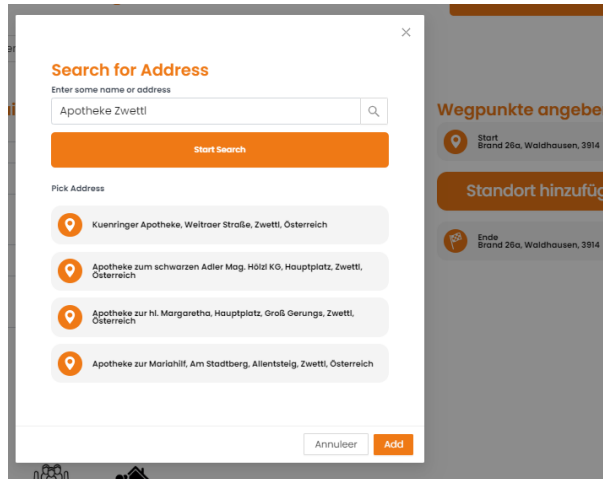 Search for Address
Enter some name or address
Apotheke Zwettl
Start Search
Pick Address
Kuenringer Apotheke, Weitraer Straße, Zwettl, Österreich
Apotheke zum schwarzen Adler Mag. Hölzl KG, Hauptplatz, Zwettl,
Österreich
Apotheke zur hl. Margaretha, Hauptplatz, Groß Gerungs, Zwettl,
Österreich
Apotheke zur Mariahilf, Am Stadtberg, Allentsteig, Zwettl, Österreich
Annuleer
Add
Wegpunkte angebe
Start
Brand 26a, Waldhausen, 3914
Standort hinzufüg
Ende
Brand 26a, Waldhausen, 3914